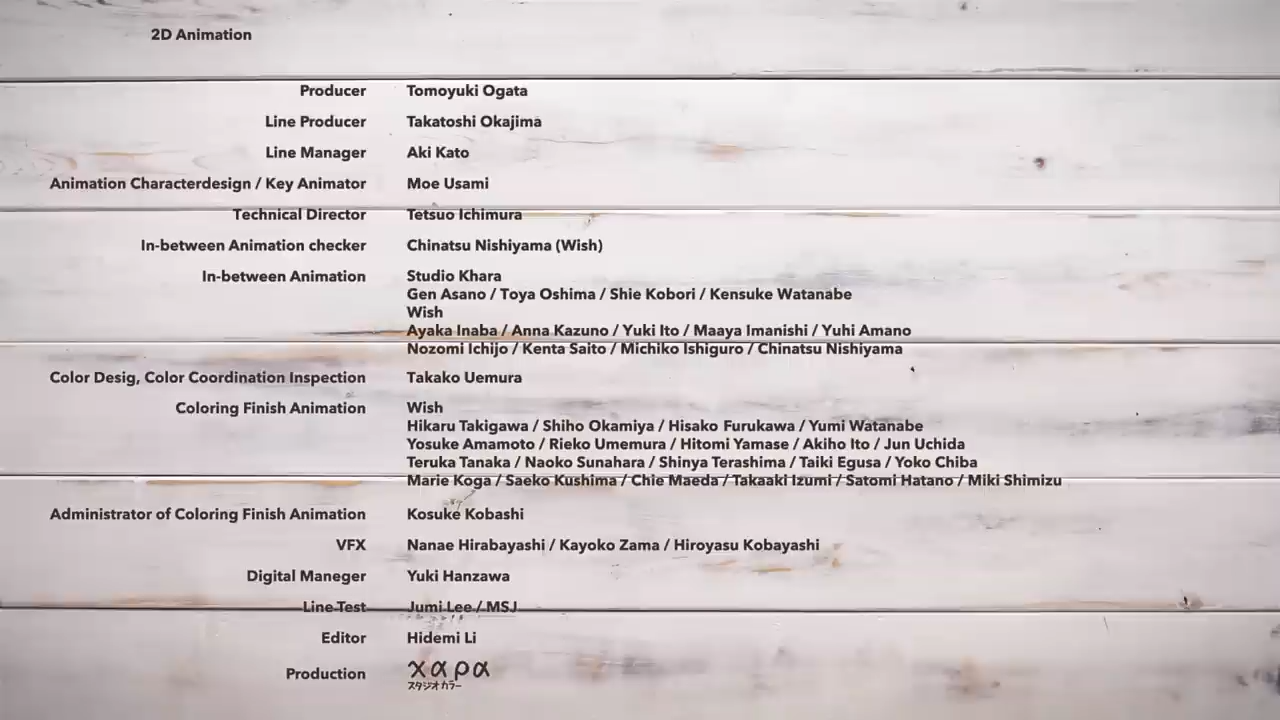 2D Animation
Producer Tomoyuki Ogata
Line Producer Takatoshi Okajima
Line Manager Aki Kato
Animation Characterdesign / Key Animator Moe Usami
Technical Director Tetsuo Ichimura
In-between Animation checker Chinatsu Nishiyama (Wish)
In-between Animation Studio Khara
Gen Asano / Toya Oshima / Shie Kobori / Kensuke Watanabe
Wish
Ayaka Inaba / Anna Kazuno / Yuki Ito / Maaya Imanishi / Yuhi Amano
Nozomi Ichijo / Kenta Saito / Michiko Ishiguro / Chinatsu Nishiyama
Color Desig, Color Coordination Inspection Takako Uemura
Coloring Finish Animation Wish
Hikaru Takigawa / Shiho Okamiya / Hisako Furukawa / Yumi Watanabe
Yosuke Amamoto / Rieko Umemura / Hitomi Yamase / Akiho Ito / Jun Uchida
Teruka Tanaka / Naoko Sunahara / Shinya Terashima / Taiki Egusa / Yoko Chiba
Marie Koga / Saeko Kushima / Chie Maeda / Takaaki Izumi / Satomi Hatano / Miki Shimizu
Administrator of Coloring Finish Animation Kosuke Kobashi
VFX Nanae Hirabayashi / Kayoko Zama / Hiroyasu Kobayashi
Digital Maneger Yuki Hanzawa
Line Test Jumi Lee / MSJ
Editor Hidemi Li
Production χαρα
スタジオカラー